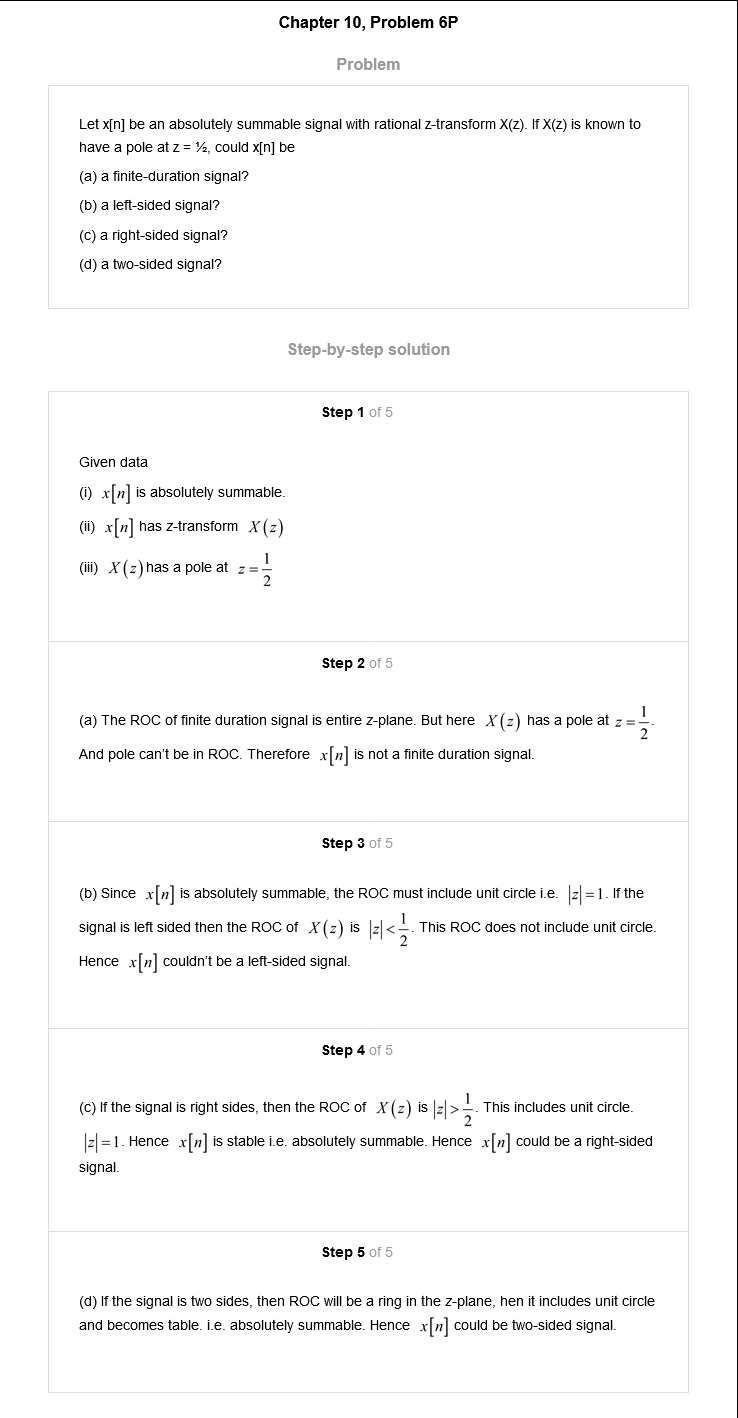 Chapter 10, Problem 6P
Problem
Let x[n] be an absolutely summable signal with rational z-transform X(z). If X(z) is known to
have a pole at z = ½, could x[n] be
(a) a finite-duration signal?
(b) a left-sided signal?
(c) a right-sided signal?
(d) a two-sided signal?
Step-by-step solution
Step 1 of 5
Given data
(i) x[n] is absolutely summable.
(ii) x[n] has z-transform X(z)
(iii) X(z) has a pole at z = 1/2
Step 2 of 5
(a) The ROC of finite duration signal is entire z-plane. But here X(z) has a pole at z = 1/2.
And pole can't be in ROC. Therefore x[n] is not a finite duration signal.
Step 3 of 5
(b) Since x[n] is absolutely summable, the ROC must include unit circle i.e. |z| = 1. If the
signal is left sided then the ROC of X(z) is |z| < 1/2. This ROC does not include unit circle.
Hence x[n] couldn't be a left-sided signal.
Step 4 of 5
(c) If the signal is right sides, then the ROC of X(z) is |z| > 1/2. This includes unit circle.
|z| = 1. Hence x[n] is stable i.e. absolutely summable. Hence x[n] could be a right-sided
signal.
Step 5 of 5
(d) If the signal is two sides, then ROC will be a ring in the z-plane, hen it includes unit circle
and becomes table. i.e. absolutely summable. Hence x[n] could be two-sided signal.